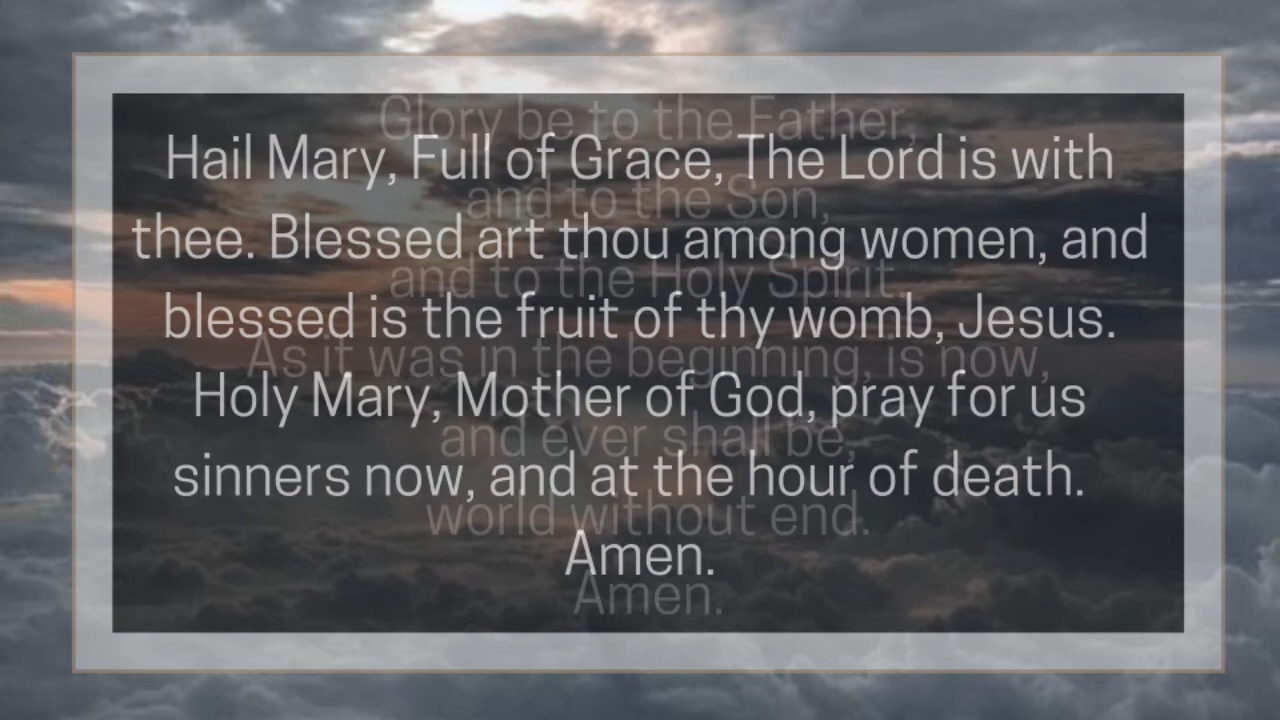 Glory be to the Father,
Hail Mary, Full of Grace, The Lord is with
and to the Son,
thee. Blessed art thou among women, and
and to the Holy Spirit
blessed is the fruit of thy womb, Jesus.
As it was in the beginning, is now,
Holy Mary, Mother of God, pray for us
and ever shall be,
sinners now, and at the hour of death.
world without end.
Amen.
Amen.